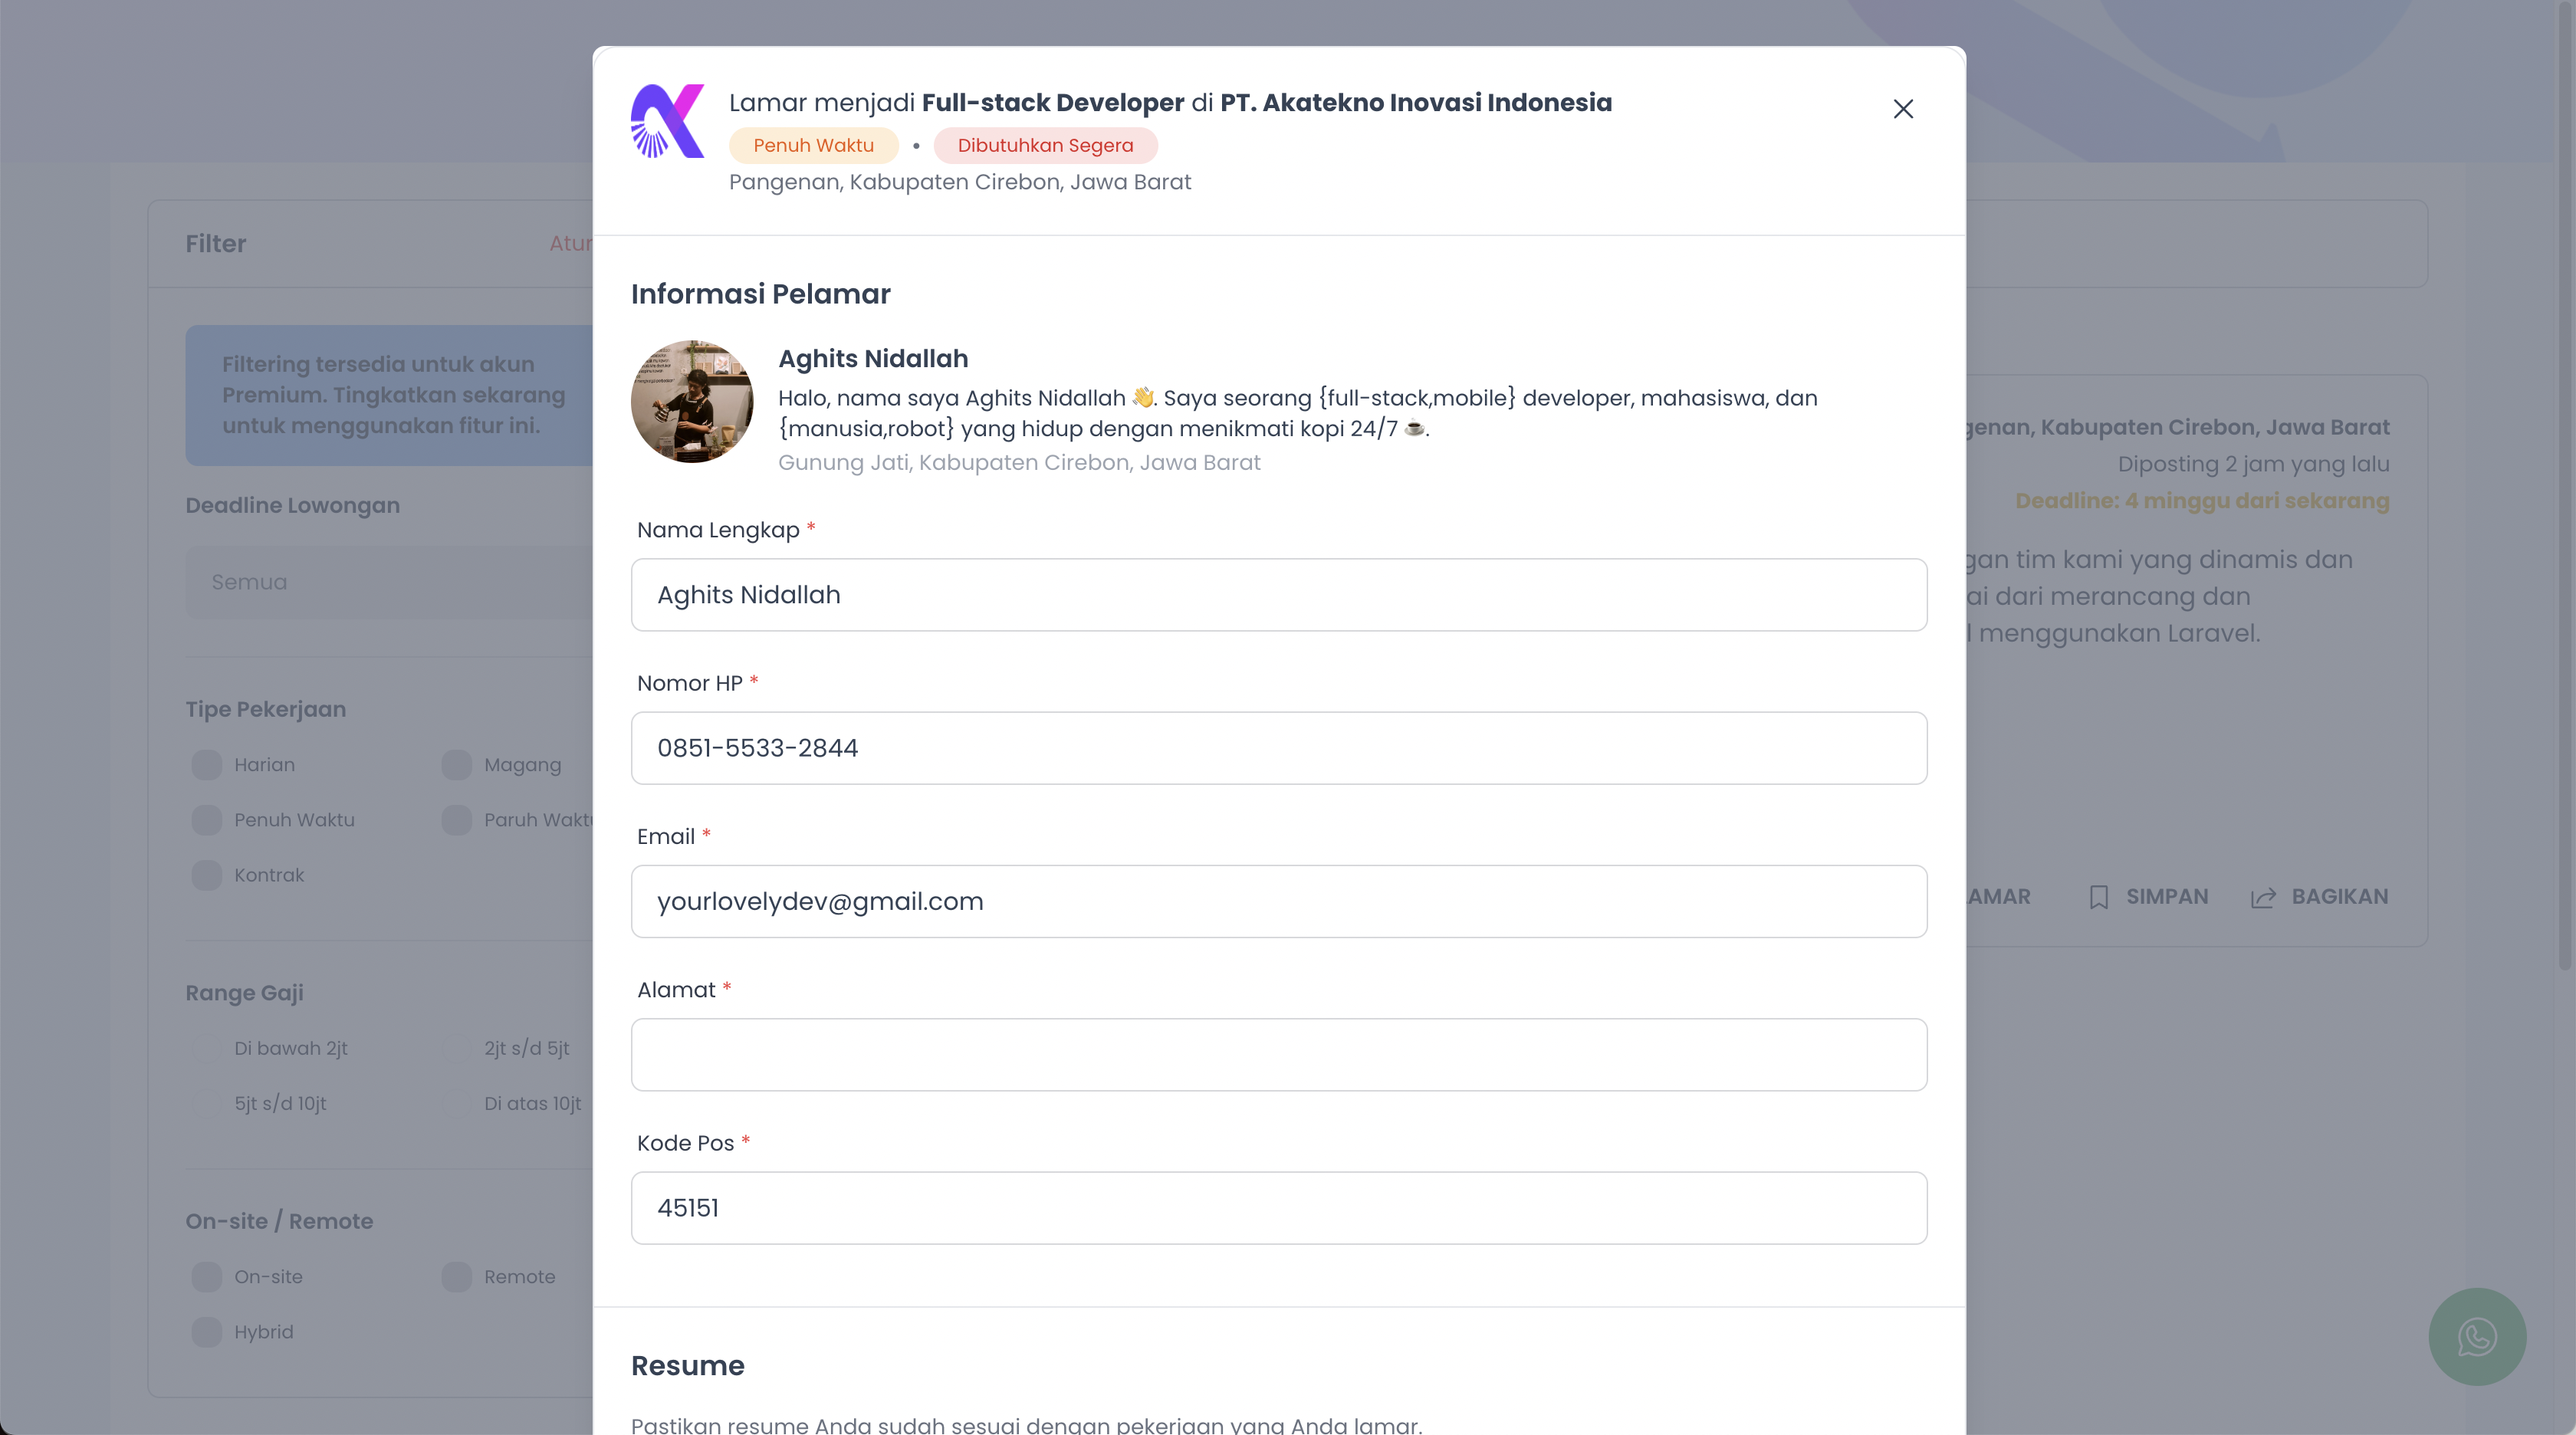 Lamar menjadi Full-stack Developer di PT. Akatekno Inovasi Indonesia
Penuh Waktu • Dibutuhkan Segera
Pangenan, Kabupaten Cirebon, Jawa Barat
Informasi Pelamar
Aghits Nidallah
Halo, nama saya Aghits Nidallah 👋. Saya seorang {full-stack,mobile} developer, mahasiswa, dan
{manusia,robot} yang hidup dengan menikmati kopi 24/7 ☕.
Gunung Jati, Kabupaten Cirebon, Jawa Barat
Nama Lengkap *
Aghits Nidallah
Nomor HP *
0851-5533-2844
Email *
yourlovelydev@gmail.com
Alamat *
Kode Pos *
45151
Resume
Pastikan resume Anda sudah sesuai dengan pekerjaan yang Anda lamar.
Filter
Filtering tersedia untuk akun
Premium. Tingkatkan sekarang
untuk menggunakan fitur ini.
Deadline Lowongan
Semua
Tipe Pekerjaan
Harian
Magang
Penuh Waktu
Paruh
Kontrak
Range Gaji
Di bawah 2jt
2jt s/d 5jt
5jt s/d 10jt
Di atas 10jt
On-site / Remote
On-site
Remote
Hybrid
Kabupaten Cirebon, Jawa Barat
Diposting 2 jam yang lalu
Deadline: 4 minggu dari sekarang
tim kami yang dinamis dan
dari merancang dan
menggunakan Laravel.
SIMPAN
BAGIKAN